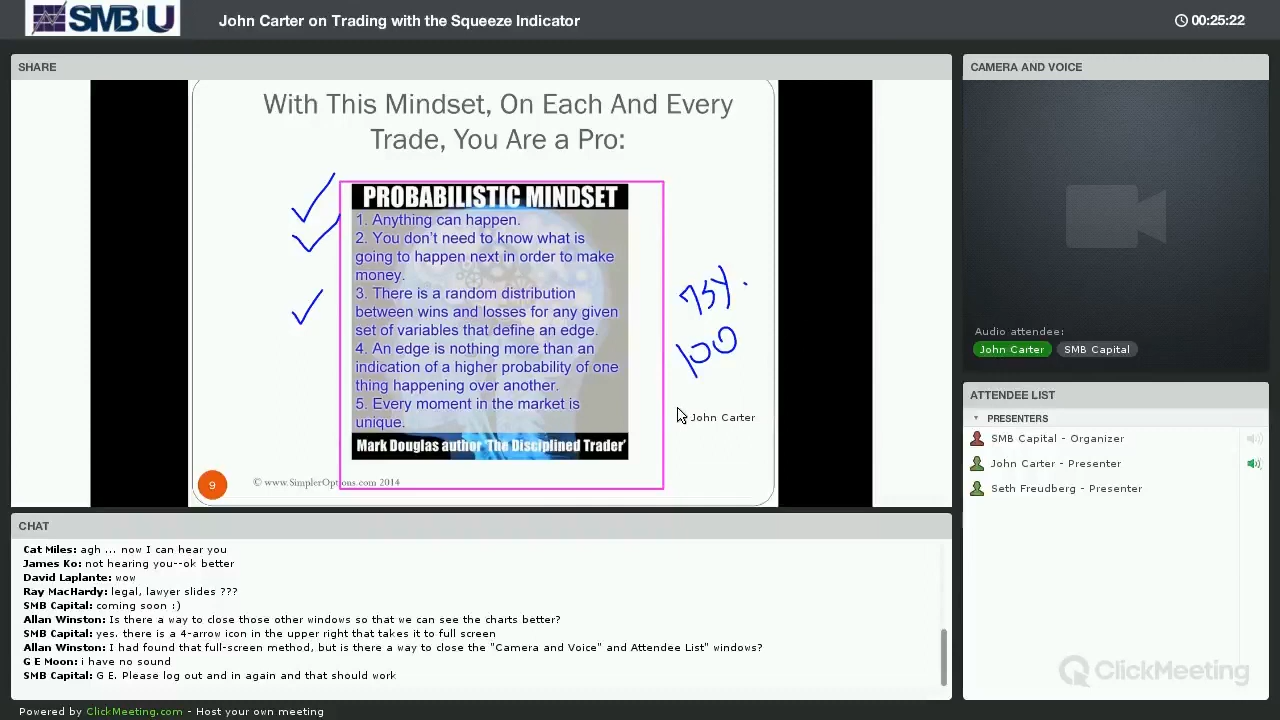 SMB U
John Carter on Trading with the Squeeze Indicator
00:25:22
SHARE
With This Mindset, On Each And Every
Trade, You Are a Pro:
PROBABILISTIC MINDSET
1. Anything can happen.
2. You don't need to know what is
going to happen next in order to make
money.
3. There is a random distribution
between wins and losses for any given
set of variables that define an edge.
4. An edge is nothing more than an
indication of a higher probability of one
thing happening over another.
5. Every moment in the market is
unique.
Mark Douglas author 'The Disciplined Trader'
100
John Carter
9
© www.SimplerOptions.com 2014
CAMERA AND VOICE
Audio attendee:
John Carter SMB Capital
ATTENDEE LIST
PRESENTERS
SMB Capital - Organizer
John Carter - Presenter
Seth Freudberg - Presenter
CHAT
Cat Miles: agh ... now I can hear you
James Ko: not hearing you--ok better
David Laplante: wow
Ray MacHardy: legal, lawyer slides ???
SMB Capital: coming soon :)
Allan Winston: Is there a way to close those other windows so that we can see the charts better?
SMB Capital: yes. there is a 4-arrow icon in the upper right that takes it to full screen
Allan Winston: I had found that full-screen method, but is there a way to close the "Camera and Voice" and Attendee List" windows?
G E Moon: i have no sound
SMB Capital: G E. Please log out and in again and that should work
ClickMeeting
Powered by ClickMeeting.com - Host your own meeting